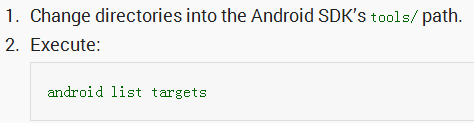 1. Change directories into the Android SDK’s tools/ path.
2. Execute:
android list targets